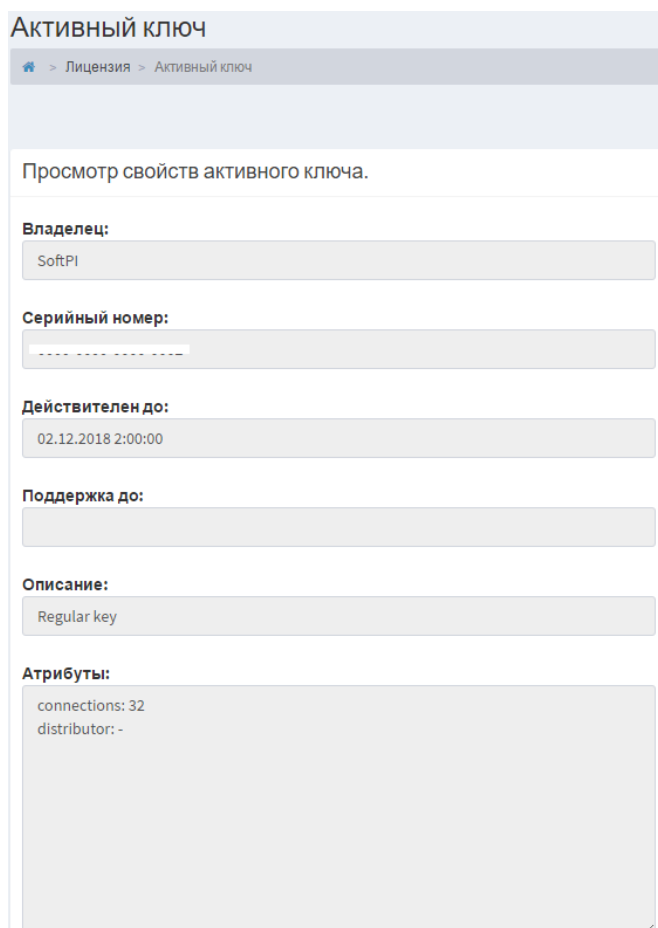 Активный ключ
> Лицензия > Активный ключ
Просмотр свойств активного ключа.
Владелец:
SoftPI
Серийный номер:
Действителен до:
02.12.2018 2:00:00
Поддержка до:
Описание:
Regular key
Атрибуты:
connections: 32
distributor: -